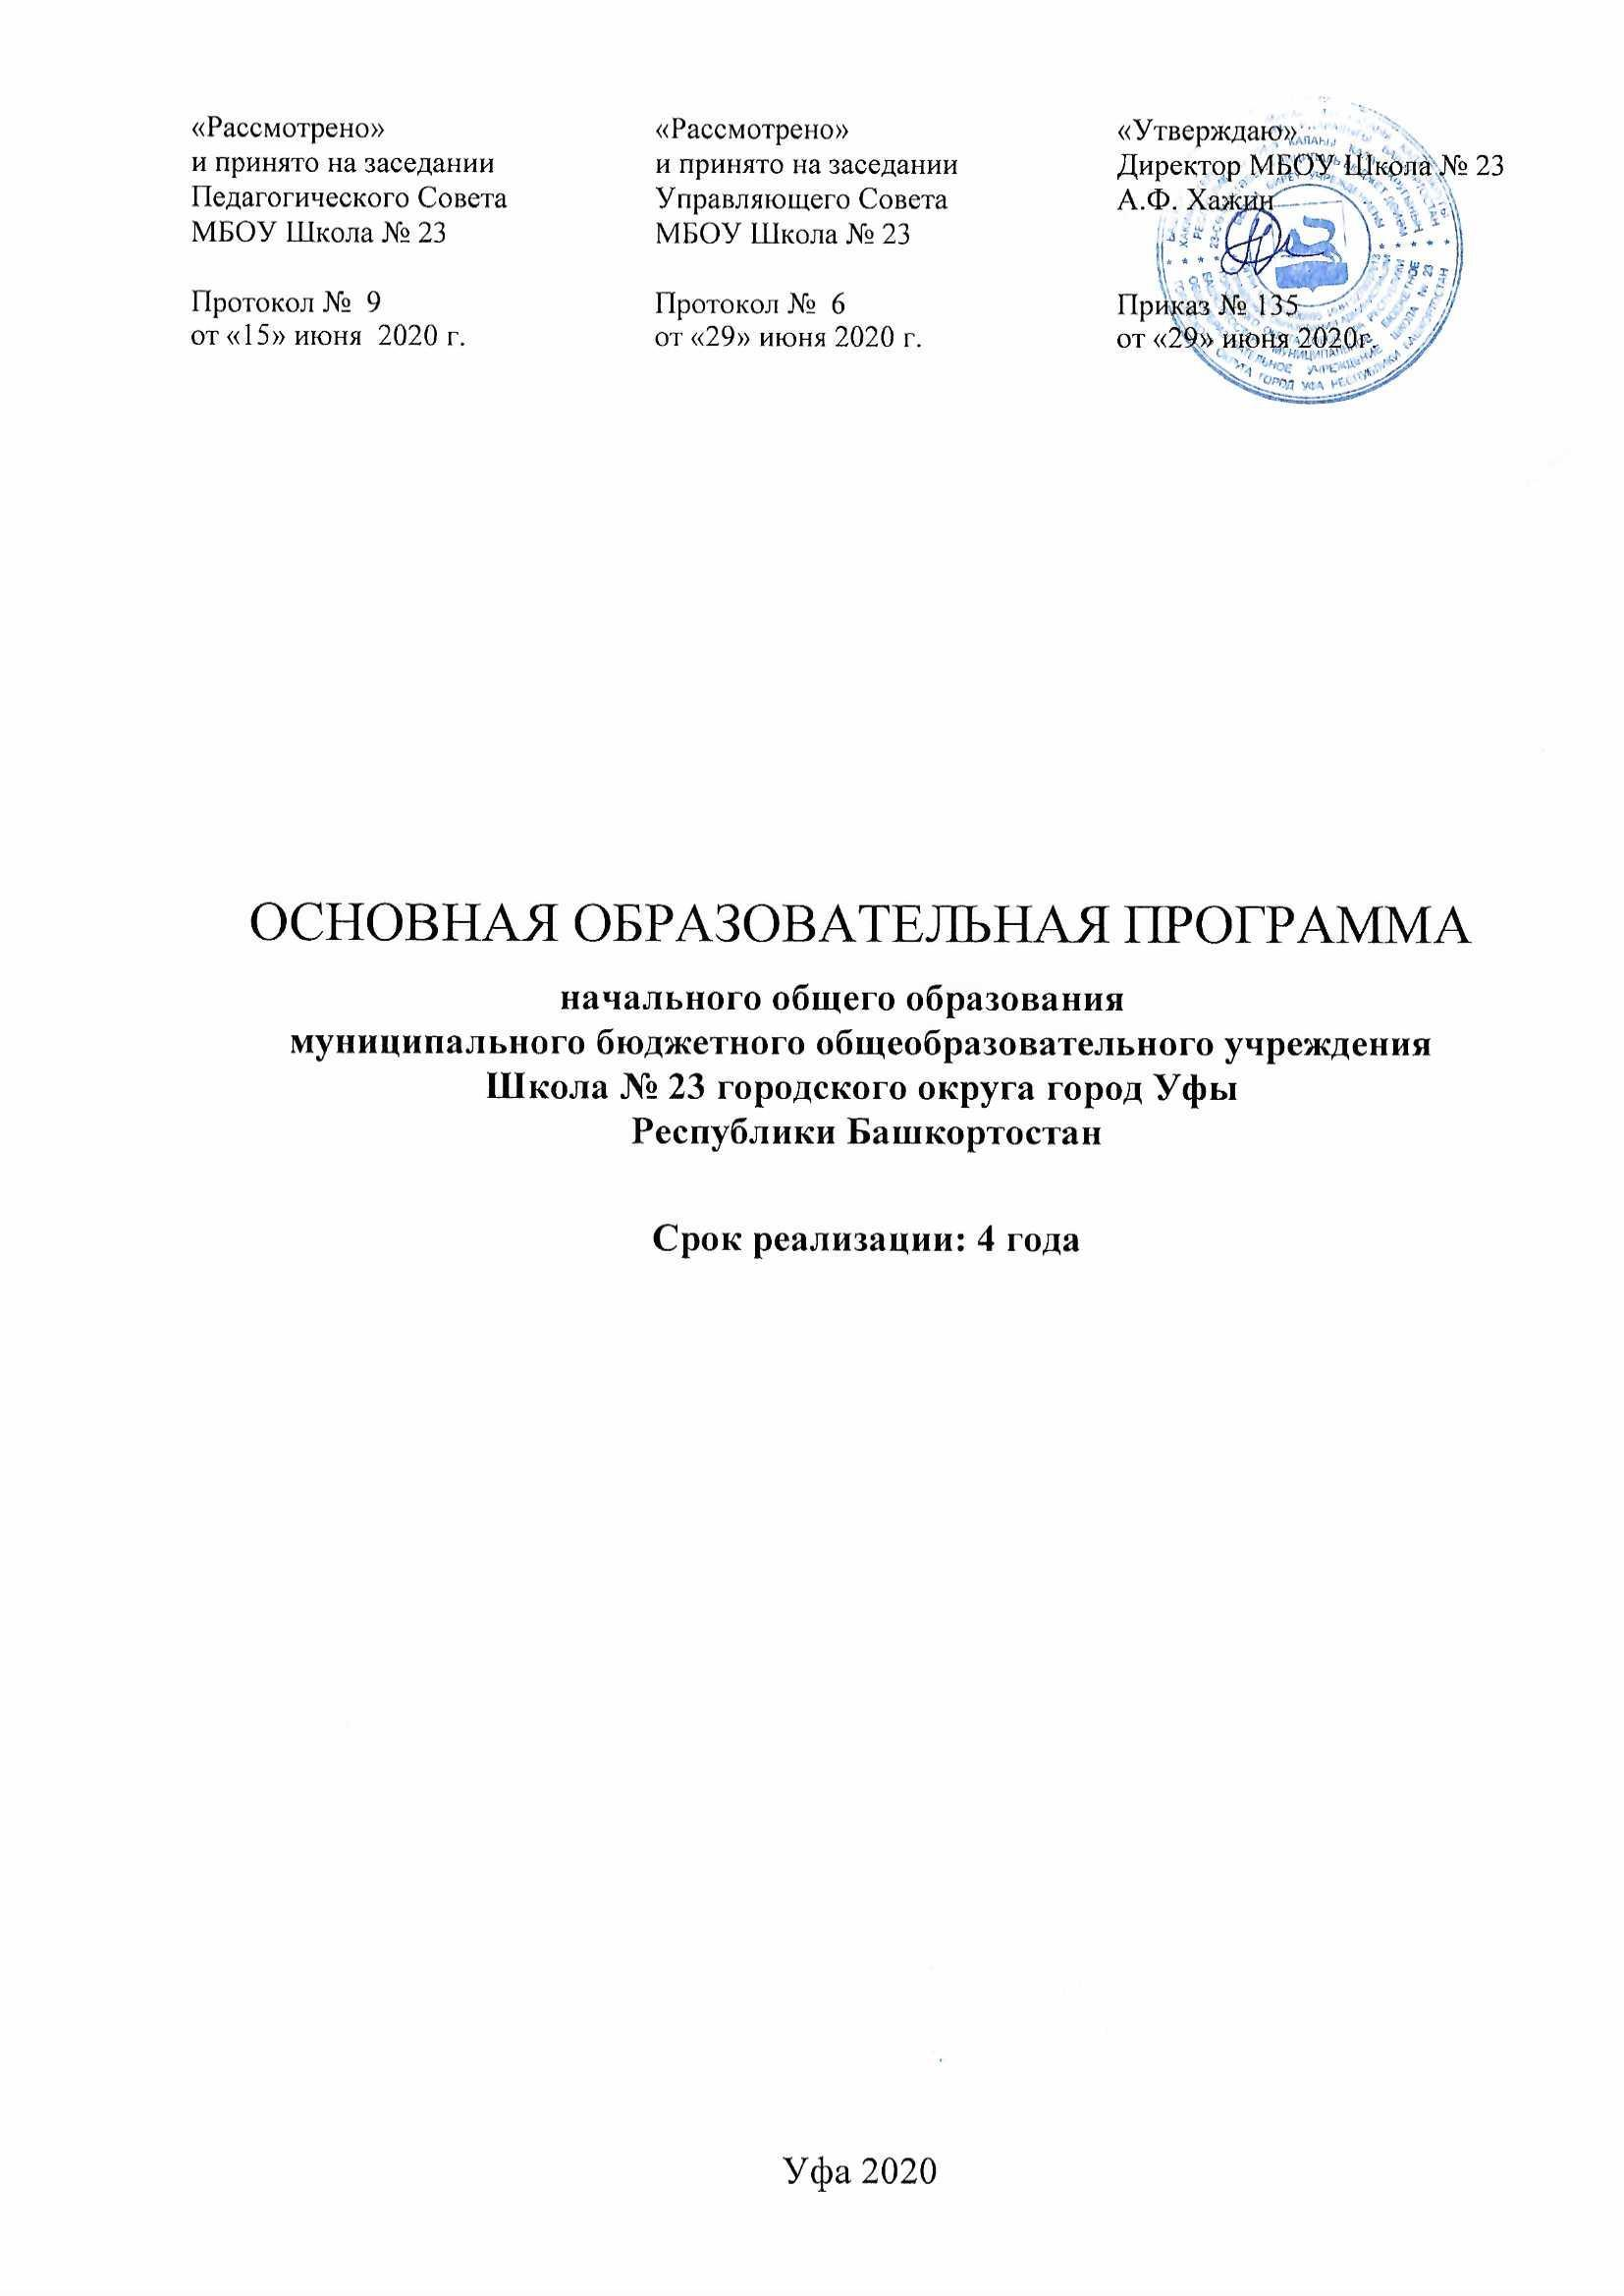 «Рассмотрено»
и принято на заседании
Педагогического Совета
МБОУ Школа № 23
Протокол № 9
от «15» июня 2020 г.
«Рассмотрено»
и принято на заседании
Управляющего Совета
МБОУ Школа № 23
Протокол № 6
от «29» июня 2020 г.
«Утверждаю»
Директор МБОУ Школа № 23
А.Ф. Хажин
Приказ № 135
от «29» июня 2020г.
ОСНОВНАЯ ОБРАЗОВАТЕЛЬНАЯ ПРОГРАММА
начального общего образования
муниципального бюджетного общеобразовательного учреждения
Школа № 23 городского округа город Уфы
Республики Башкортостан
Срок реализации: 4 года
Уфа 2020